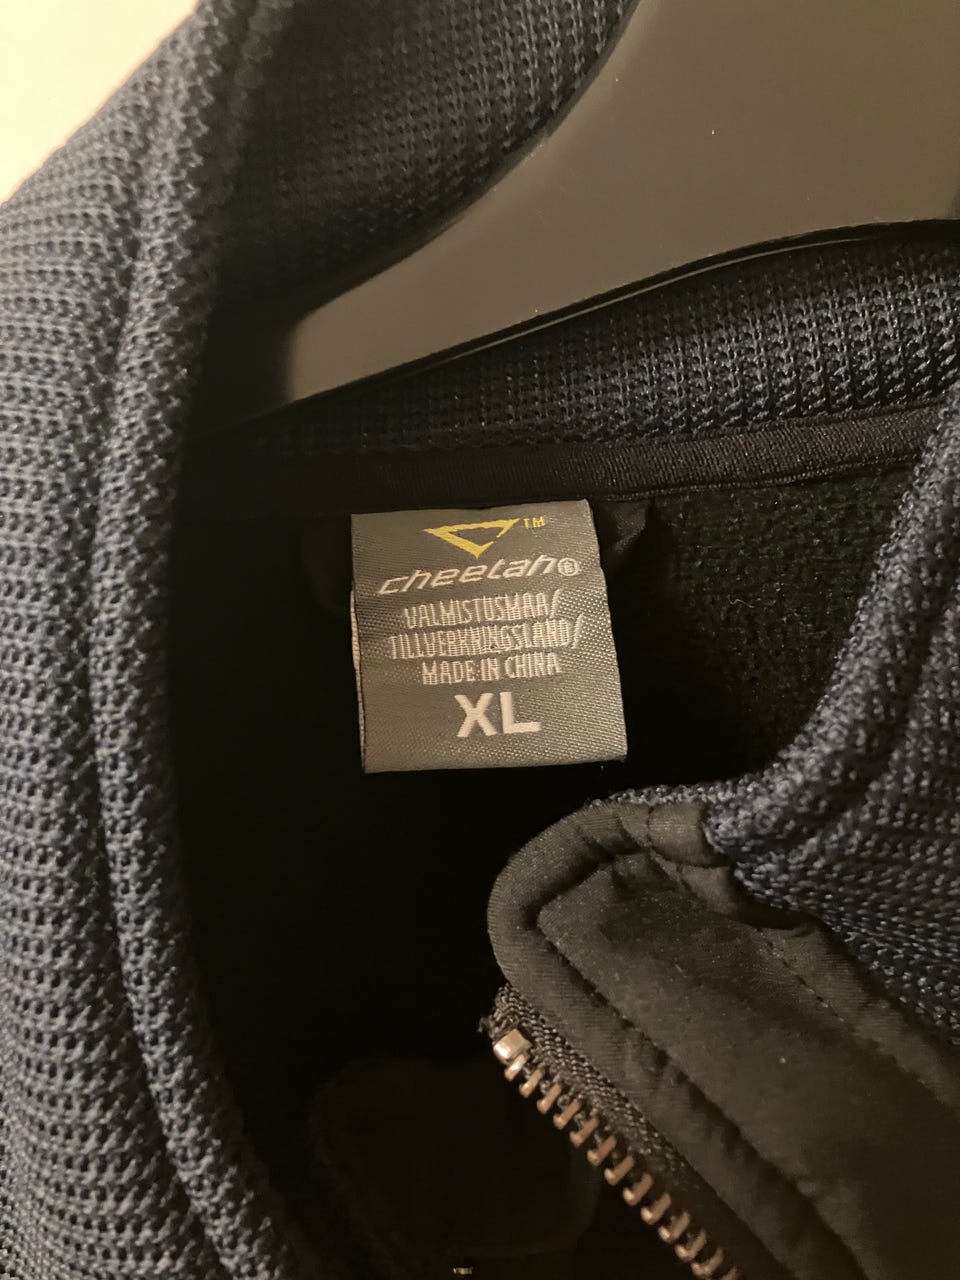 TM
cheetah®
VALMISTUSMAA/
TILLVERKNINGSLAND/
MADE IN CHINA
XL